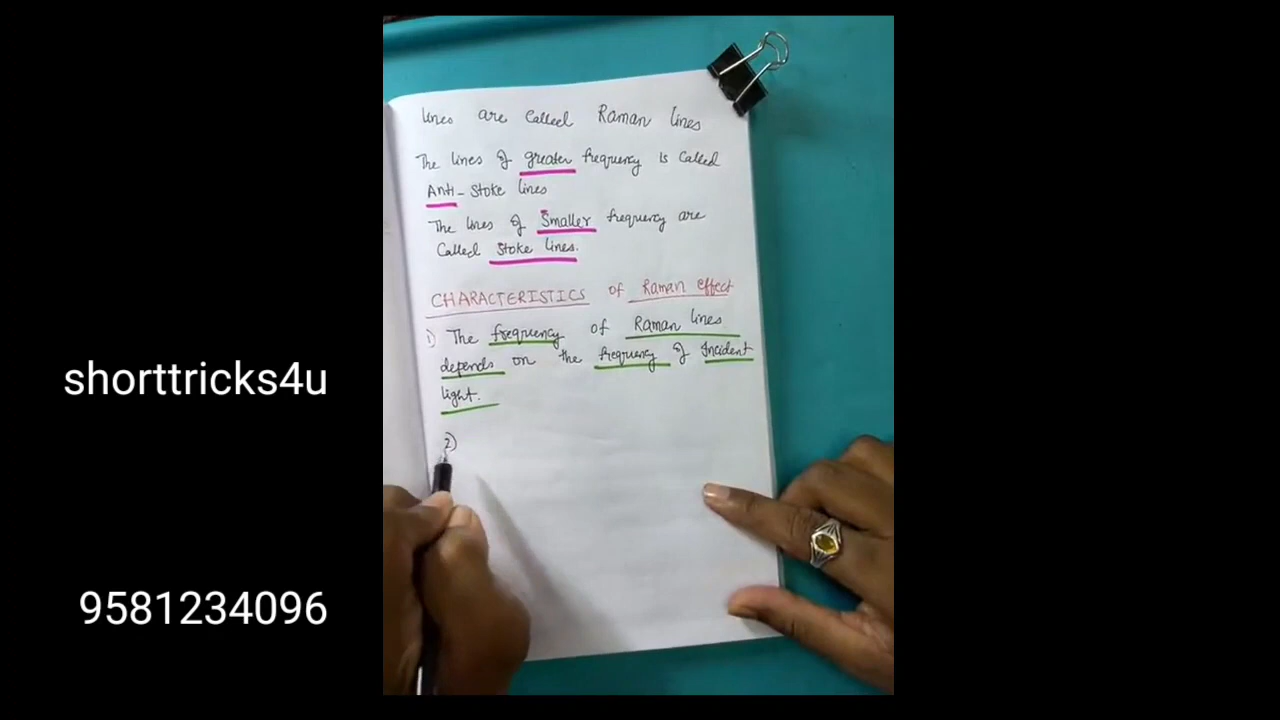 lines are called Raman lines
The lines of greater frequency is called
Anti-Stoke lines
The lines of Smaller frequency are
Called Stoke lines.
CHARACTERISTICS of Raman effect
1) The frequency of Raman lines
depends on the frequency of Incident
light.
2)
shorttricks4u
9581234096